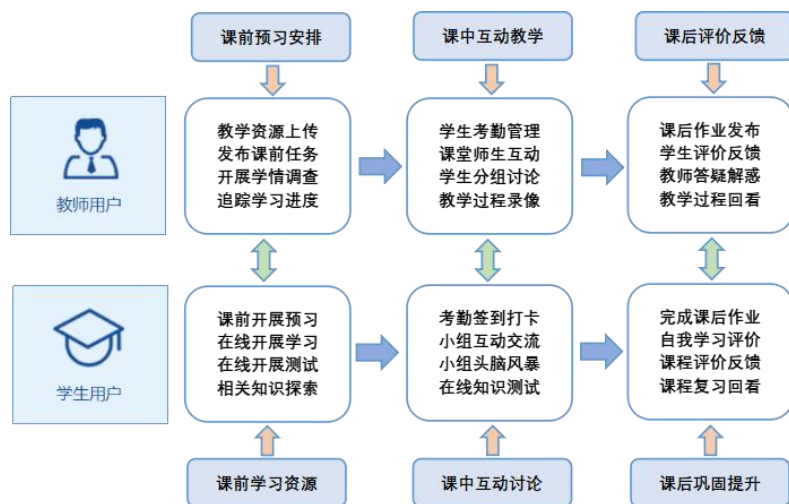 课前预习安排
课中互动教学
课后评价反馈
教师用户
教学资源上传
发布课前任务
开展学情调查
追踪学习进度
学生考勤管理
课堂师生互动
学生分组讨论
教学过程录像
课后作业发布
学生评价反馈
教师答疑解惑
教学过程回看
学生用户
课前开展预习
在线开展学习
在线开展测试
相关知识探索
考勤签到打卡
小组互动交流
小组头脑风暴
在线知识测试
完成课后作业
自我学习评价
课程评价反馈
课程复习回看
课前学习资源
课中互动讨论
课后巩固提升